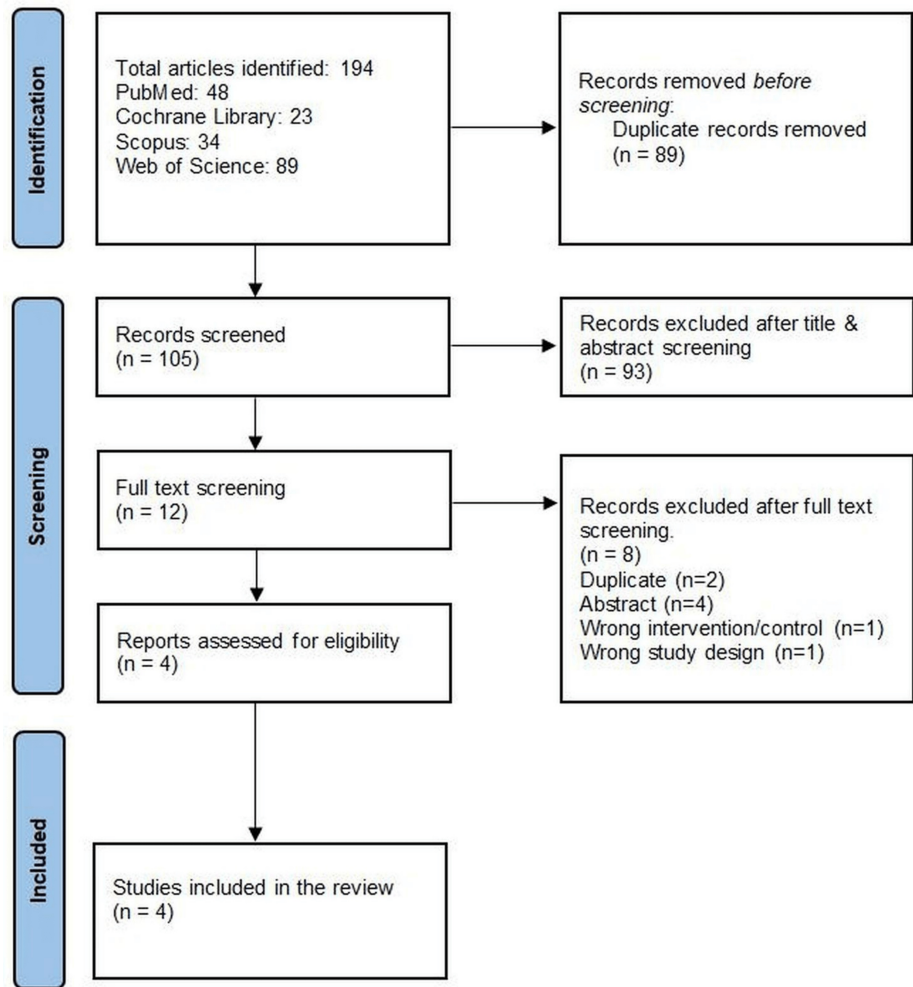 Identification
Total articles identified: 194
PubMed: 48
Cochrane Library: 23
Scopus: 34
Web of Science: 89
Records removed before
screening:
Duplicate records removed
(n = 89)
Screening
Records screened
(n = 105)
Records excluded after title &
abstract screening
(n = 93)
Full text screening
(n = 12)
Records excluded after full text
screening.
(n = 8)
Duplicate (n=2)
Abstract (n=4)
Wrong intervention/control (n=1)
Wrong study design (n=1)
Reports assessed for eligibility
(n = 4)
Included
Studies included in the review
(n = 4)